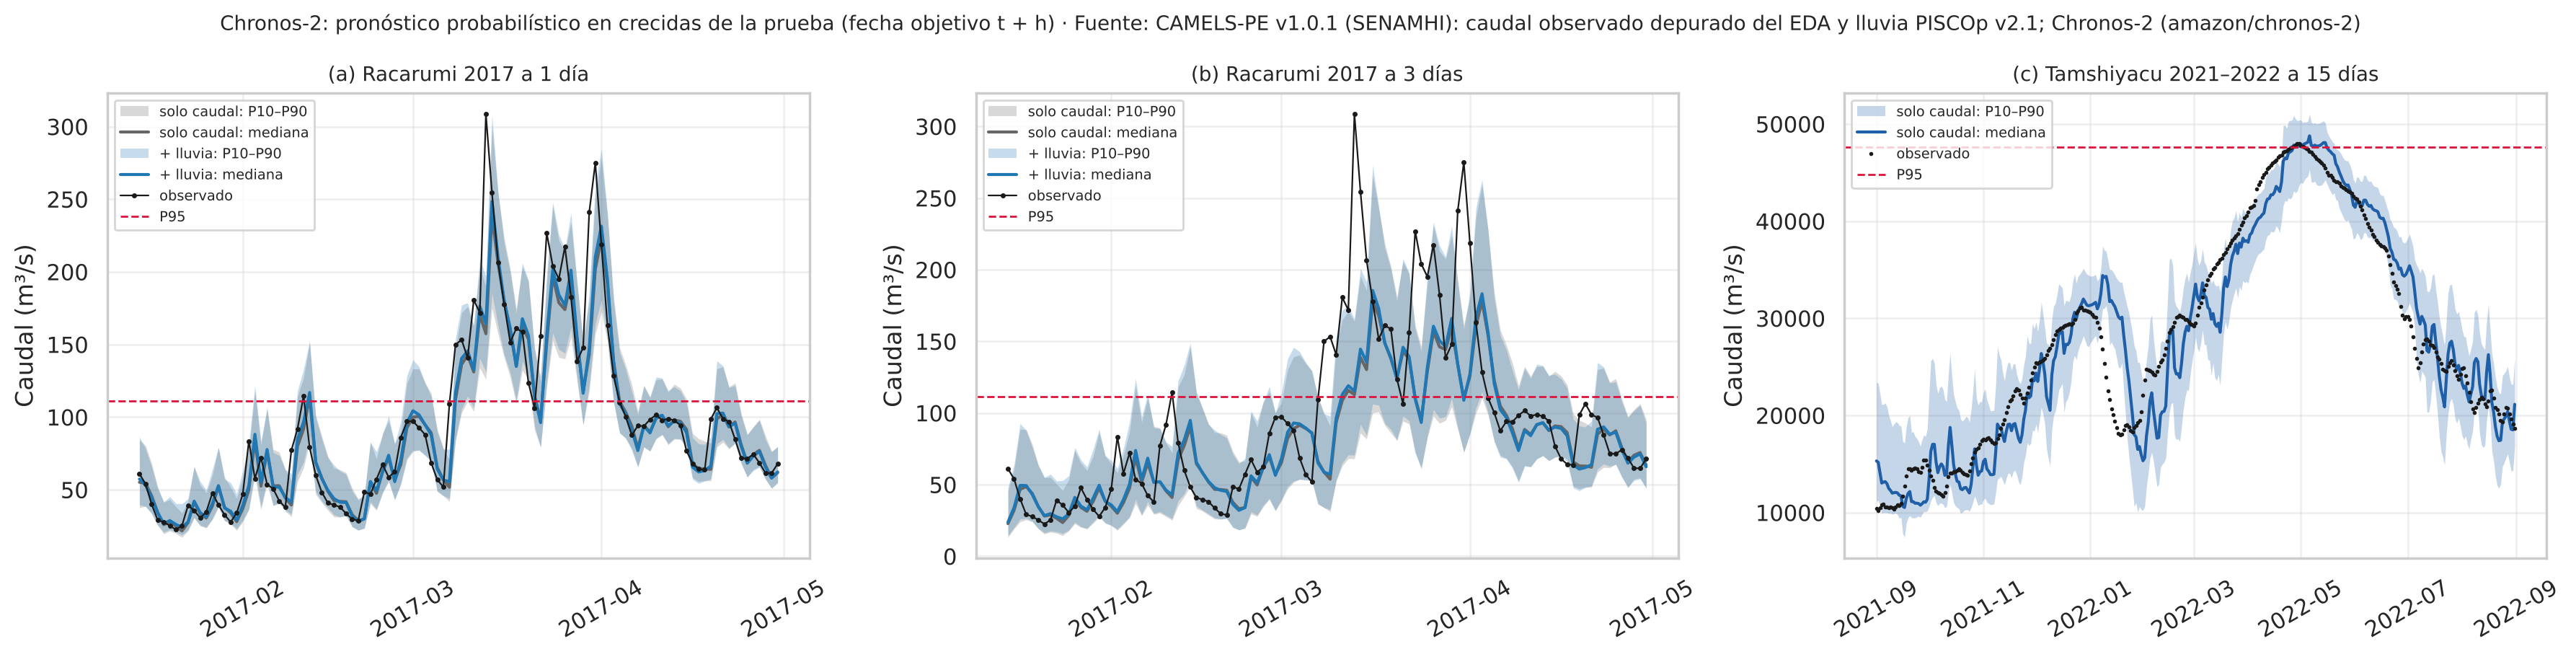 Chronos-2: pronóstico probabilístico en crecidas de la prueba (fecha objetivo t + h) · Fuente: CAMELS-PE v1.0.1 (SENAMHI): caudal observado depurado del EDA y lluvia PISCOp v2.1; Chronos-2 (amazon/chronos-2)
(a) Racarumi 2017 a 1 día
solo caudal: P10–P90
solo caudal: mediana
+ lluvia: P10–P90
+ lluvia: mediana
observado
P95
Caudal (m³/s)
300
250
200
150
100
50
2017-02
2017-03
2017-04
2017-05
(b) Racarumi 2017 a 3 días
solo caudal: P10–P90
solo caudal: mediana
+ lluvia: P10–P90
+ lluvia: mediana
observado
P95
Caudal (m³/s)
300
250
200
150
100
50
0
2017-02
2017-03
2017-04
2017-05
(c) Tamshiyacu 2021–2022 a 15 días
solo caudal: P10–P90
solo caudal: mediana
observado
P95
Caudal (m³/s)
50000
40000
30000
20000
10000
2021-09
2021-11
2022-01
2022-03
2022-05
2022-07
2022-09